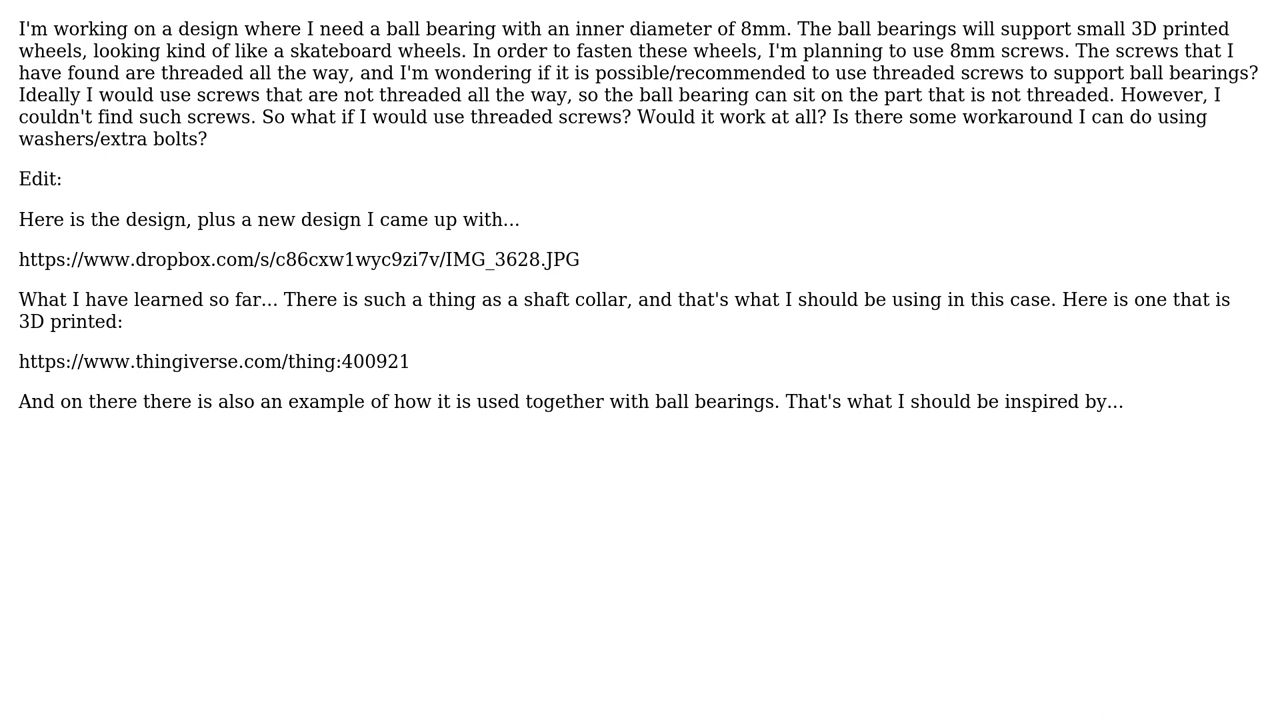 I'm working on a design where I need a ball bearing with an inner diameter of 8mm. The ball bearings will support small 3D printed
wheels, looking kind of like a skateboard wheels. In order to fasten these wheels, I'm planning to use 8mm screws. The screws that I
have found are threaded all the way, and I'm wondering if it is possible/recommended to use threaded screws to support ball bearings?
Ideally I would use screws that are not threaded all the way, so the ball bearing can sit on the part that is not threaded. However, I
couldn't find such screws. So what if I would use threaded screws? Would it work at all? Is there some workaround I can do using
washers/extra bolts?
Edit:
Here is the design, plus a new design I came up with...
https://www.dropbox.com/s/c86cxw1wyc9zi7v/IMG_3628.JPG
What I have learned so far... There is such a thing as a shaft collar, and that's what I should be using in this case. Here is one that is
3D printed:
https://www.thingiverse.com/thing:400921
And on there there is also an example of how it is used together with ball bearings. That's what I should be inspired by...